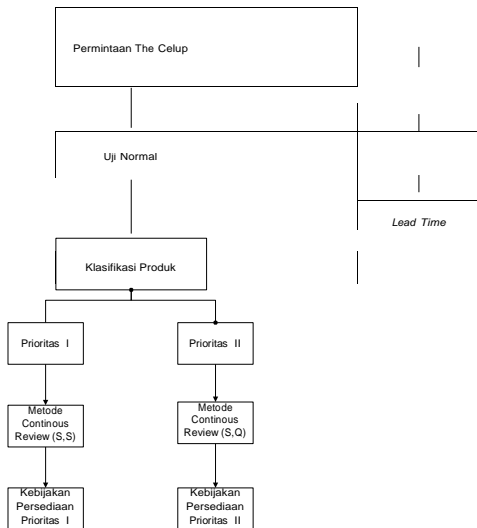 Permintaan The Celup
Uji Normal
Lead Time
Klasifikasi Produk
Prioritas I
Prioritas II
Metode
Continous
Review (S,S)
Metode
Continous
Review (S,Q)
Kebijakan
Persediaan
Prioritas I
Kebijakan
Persediaan
Prioritas II